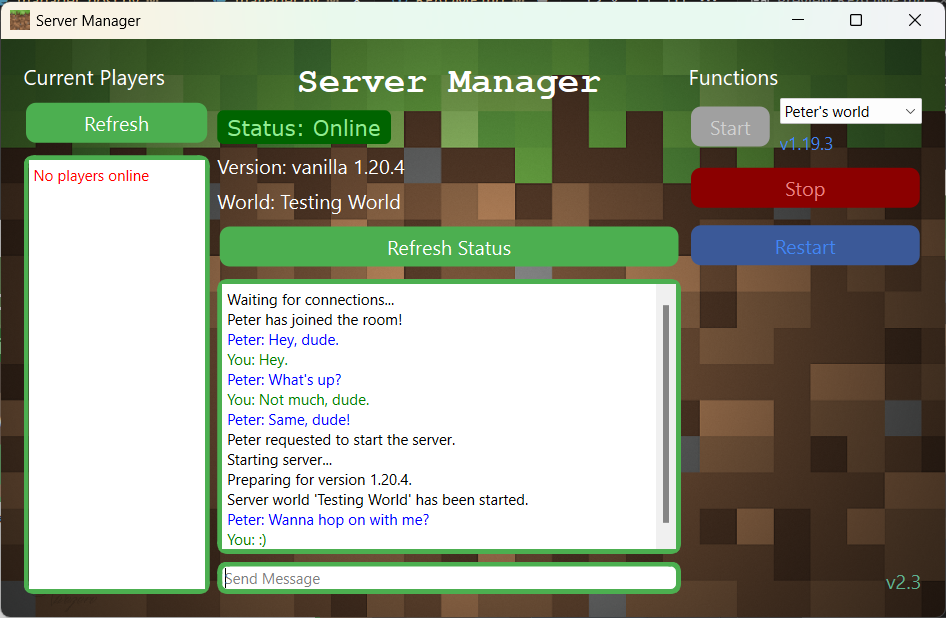 Server Manager
Current Players
Server Manager
Functions
Refresh
Status: Online
Start
Peter's world
v1.19.3
No players online
Version: vanilla 1.20.4
World: Testing World
Stop
Refresh Status
Restart
Waiting for connections...
Peter has joined the room!
Peter: Hey, dude.
You: Hey.
Peter: What's up?
You: Not much, dude.
Peter: Same, dude!
Peter requested to start the server.
Starting server...
Preparing for version 1.20.4.
Server world 'Testing World' has been started.
Peter: Wanna hop on with me?
You: :)
Send Message
v2.3